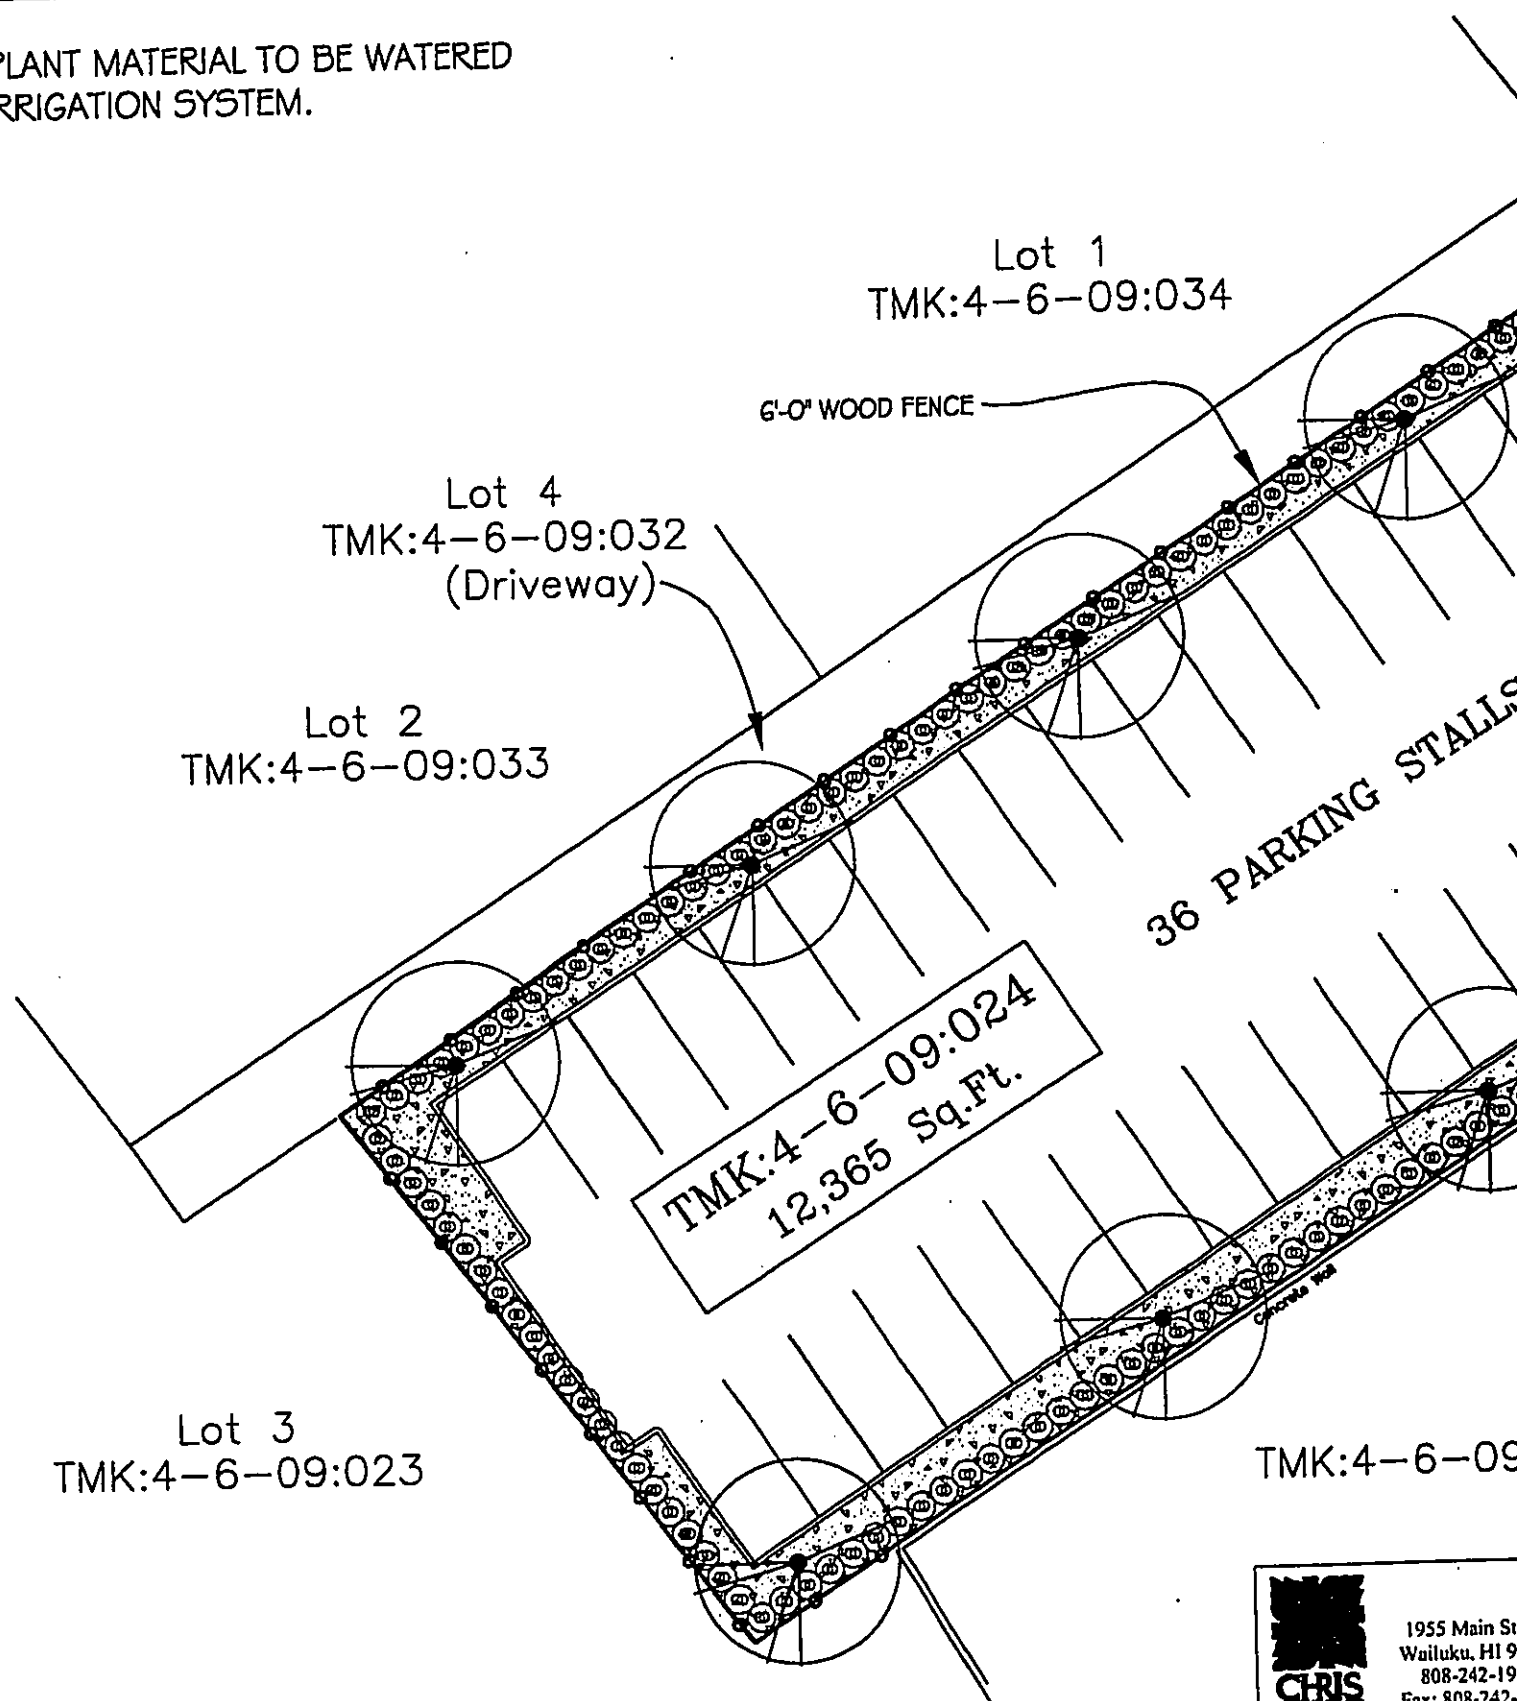 PLANT MATERIAL TO BE WATERED
RRIGATION SYSTEM.
Lot 1
TMK:4-6-09:034
6'-0" WOOD FENCE
Lot 4
TMK:4-6-09:032
(Driveway)
Lot 2
TMK:4-6-09:033
36 PARKING STALLS
TMK:4-6-09:024
12,365 Sq.Ft.
Concrete Wall
Lot 3
TMK:4-6-09:023
TMK:4-6-09
1955 Main St
Wailuku, HI 9
808-242-19
Fax: 808-242-
CHRIS